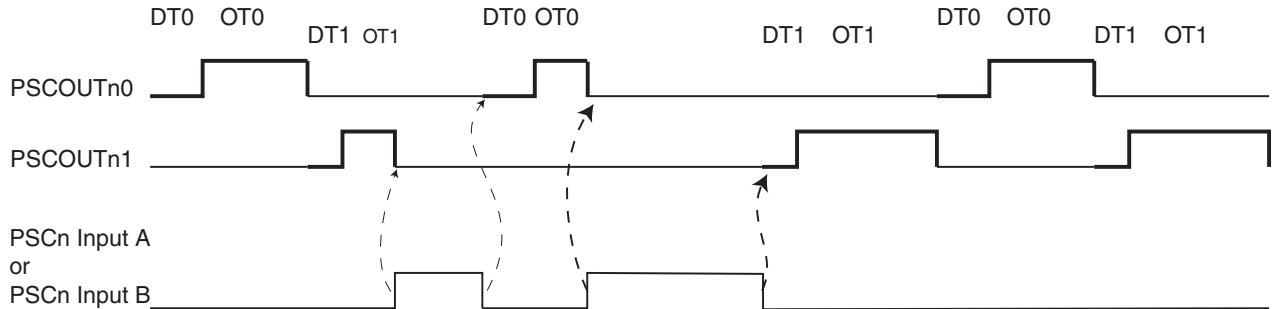 DT0 OT0 DT0 OT0 DT0 OT0
DT1 OT1 DT1 OT1 DT1 OT1
PSCOUTn0
PSCOUTn1
PSCn Input A
or
PSCn Input B